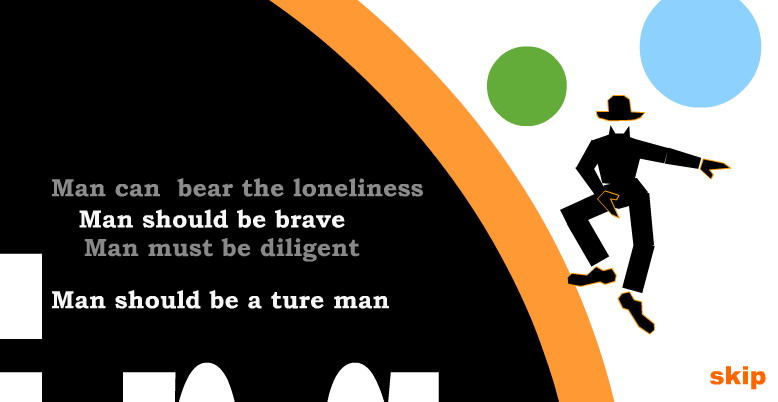 Man can bear the loneliness
Man should be brave
Man must be diligent
Man should be a ture man
skip